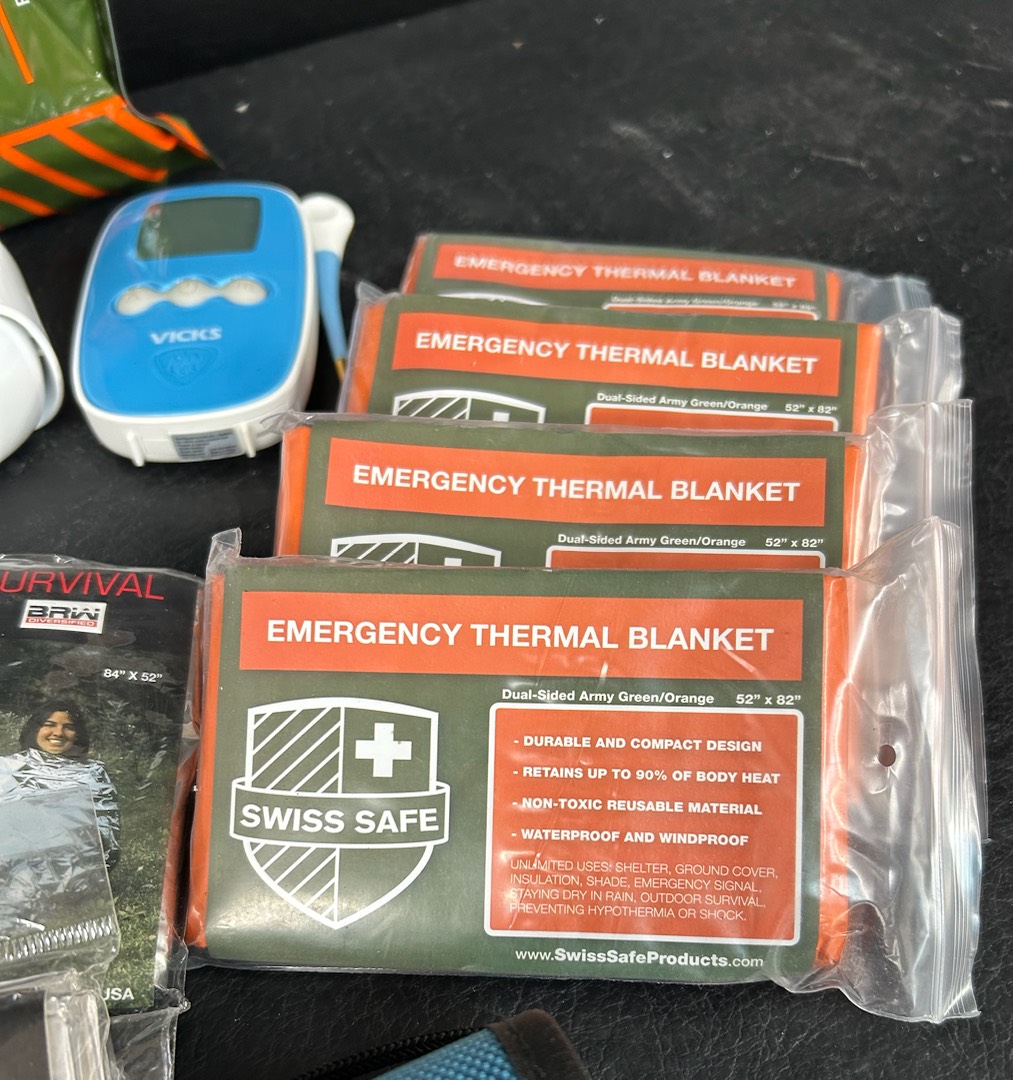 VICKS
EMERGENCY THERMAL BLANKET
EMERGENCY THERMAL BLANKET
Dual-Sided Army Green/Orange 52" x 82"
EMERGENCY THERMAL BLANKET
Dual-Sided Army Green/Orange 52" x 82"
URVIVAL
BRW
DIVERSIFIED
84" X 52"
USA
EMERGENCY THERMAL BLANKET
Dual-Sided Army Green/Orange 52" x 82"
SWISS SAFE
- DURABLE AND COMPACT DESIGN
- RETAINS UP TO 90% OF BODY HEAT
- NON-TOXIC REUSABLE MATERIAL
- WATERPROOF AND WINDPROOF
UNLIMITED USES: SHELTER, GROUND COVER,
INSULATION, SHADE, EMERGENCY SIGNAL,
STAYING DRY IN RAIN, OUTDOOR SURVIVAL,
PREVENTING HYPOTHERMIA OR SHOCK.
www.SwissSafeProducts.com